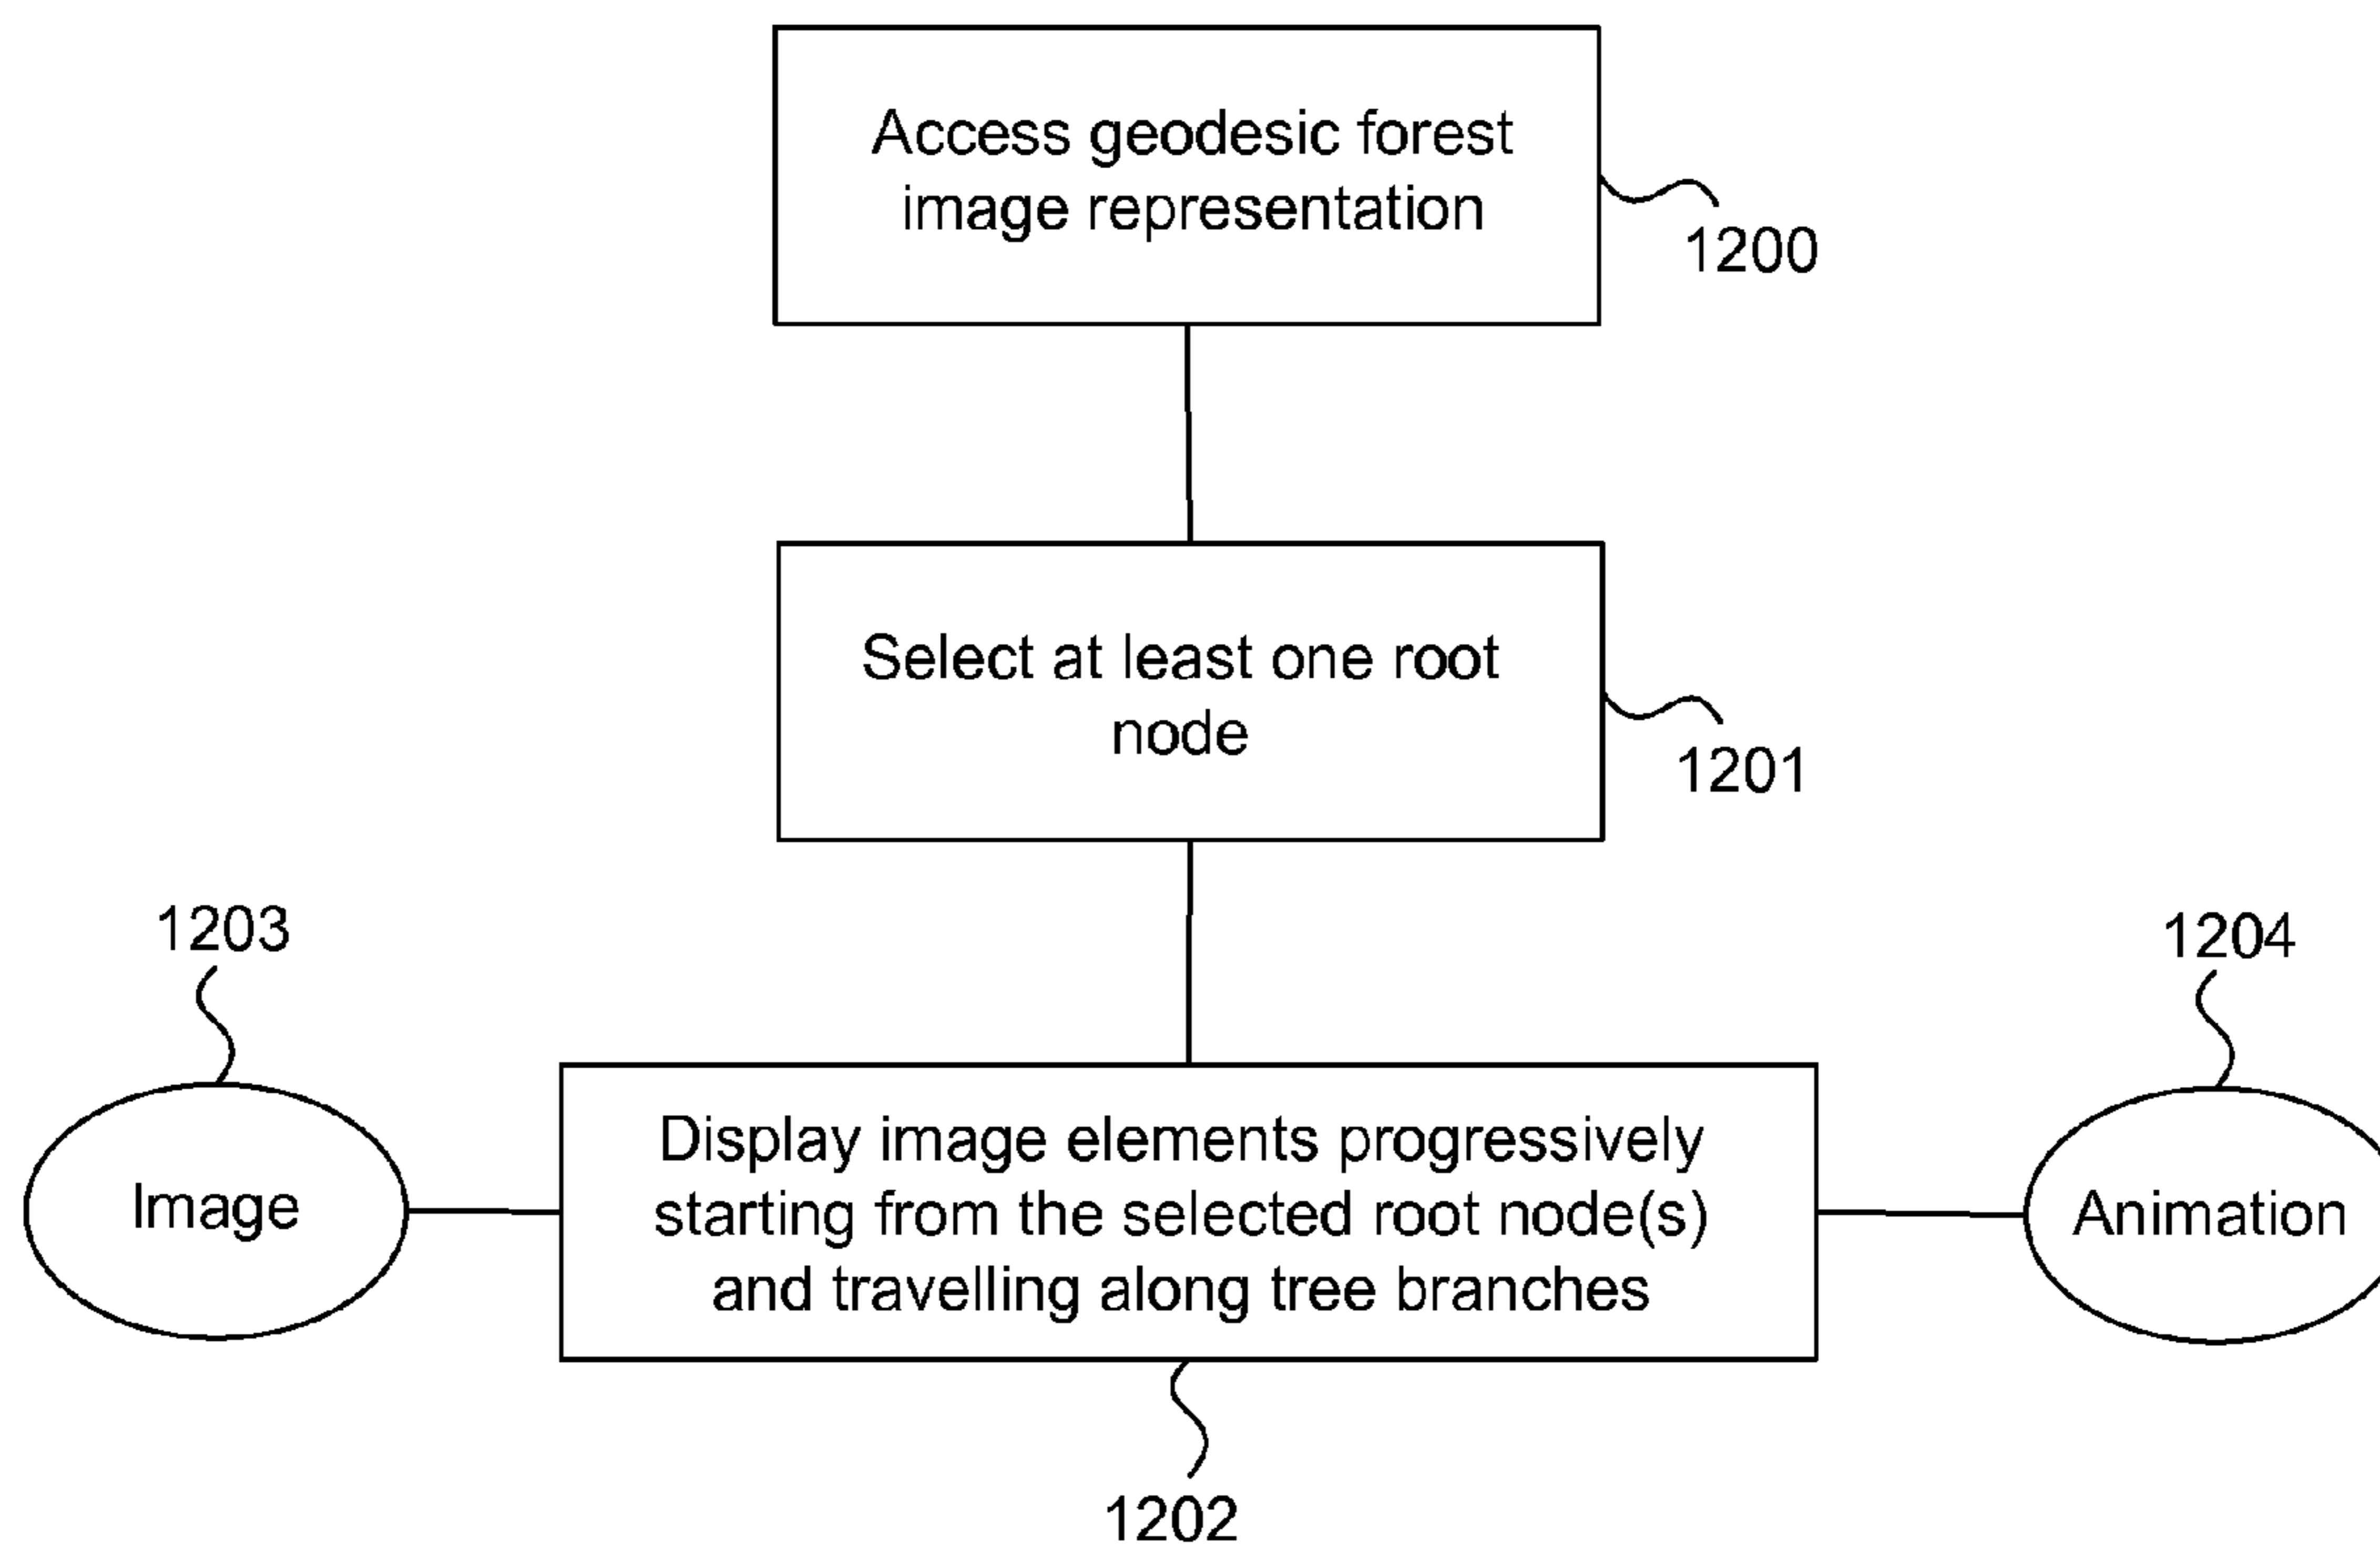 Access geodesic forest
image representation
1200
Select at least one root
node
1201
1203
1204
Image
Display image elements progressively
starting from the selected root node(s)
and travelling along tree branches
Animation
1202